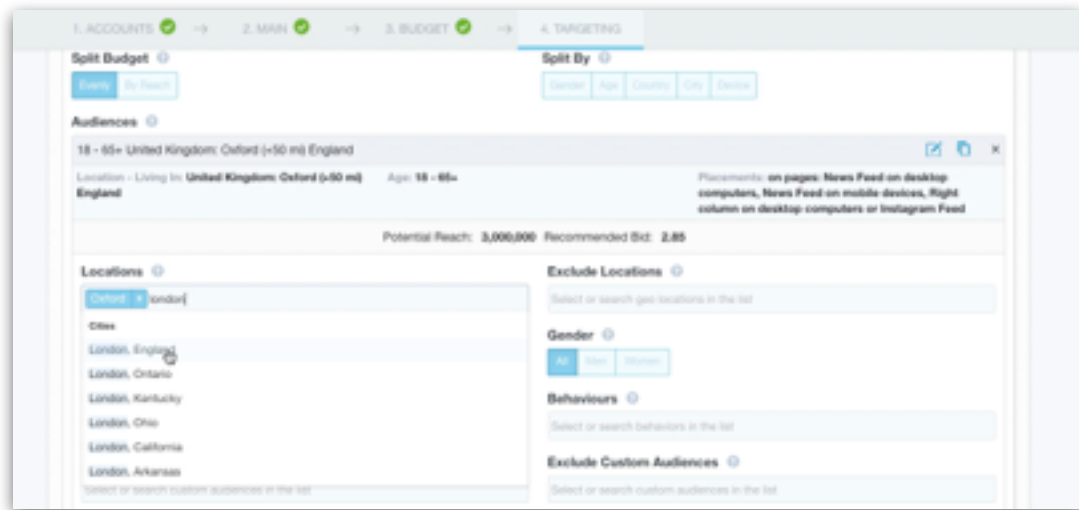 1. ACCOUNTS → 2. MAIN → 3. BUDGET → 4. TARGETING
Split Budget
Split By
Evenly By Reach
Gender Age Country City Device
Audiences
18 - 65+ United Kingdom: Oxford (+50 mi) England
Location - Living In: United Kingdom: Oxford (+50 mi) England
Age: 18 - 65+
Placements: on pages: News Feed on desktop
computers, News Feed on mobile devices, Right
column on desktop computers or Instagram Feed
Potential Reach: 3,000,000 Recommended Bid: 2.85
Locations
Exclude Locations
Oxford × london
Select or search geo locations in the list
Cities
London, England
London, Ontario
London, Kentucky
London, Ohio
London, California
London, Arkansas
Gender
All Men Women
Behaviours
Select or search behaviors in the list
Exclude Custom Audiences
Select or search custom audiences in the list
Select or search custom audiences in the list